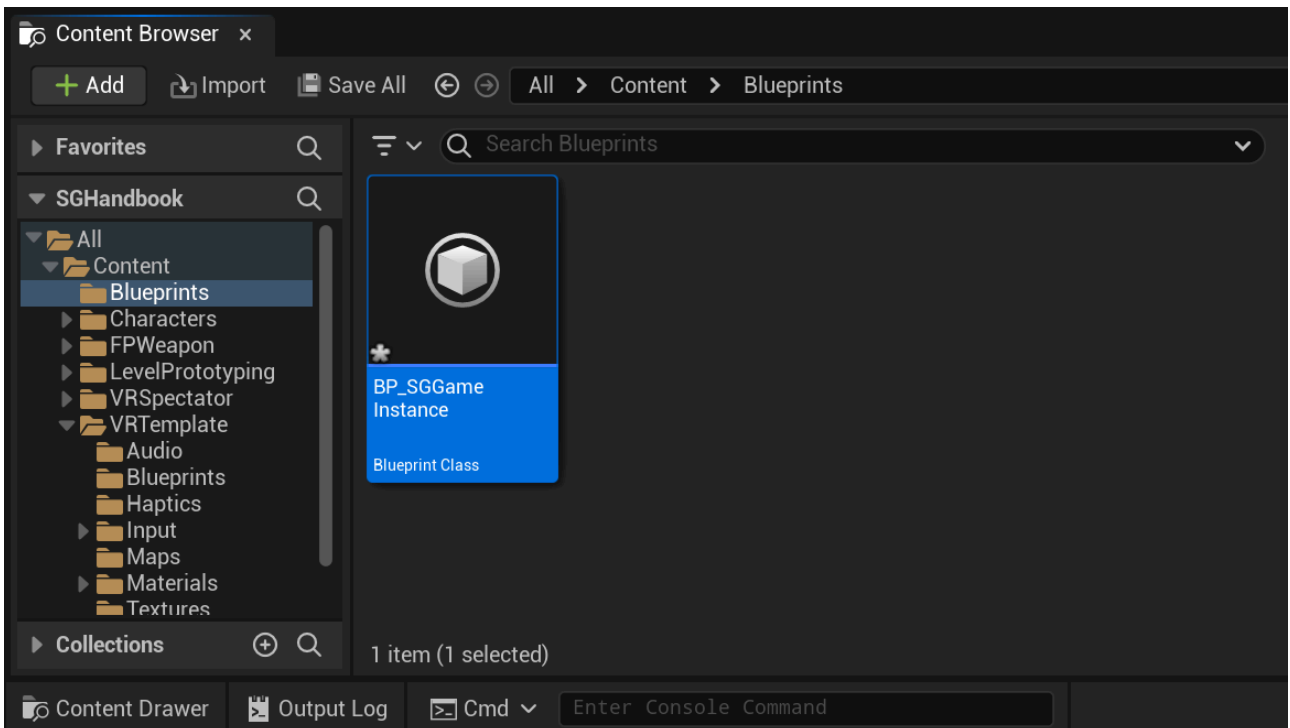 Content Browser
Add Import Save All All Content Blueprints
Favorites
Search Blueprints
SGHandbook
All
Content
Blueprints
Characters
FPWeapon
LevelPrototyping
VRSpectator
VRTemplate
Audio
Blueprints
Haptics
Input
Maps
Materials
Textures
BP_SGGame
Instance
Blueprint Class
Collections
1 item (1 selected)
Content Drawer Output Log Cmd Enter Console Command